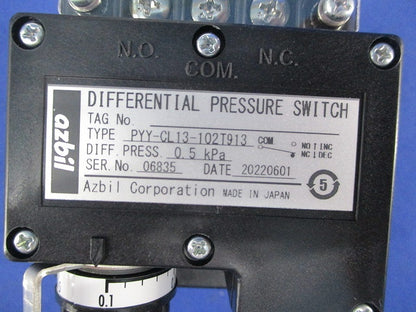 N.O.
COM.
N.C.
azbil
DIFFERENTIAL PRESSURE SWITCH
TAG No.
TYPE PYY-CL13-102T913 COM. NO I INC
DIFF. PRESS. 0.5 kPa NC I DEC
SER. No. 06835 DATE 20220601
Azbil Corporation MADE IN JAPAN
5
0.1